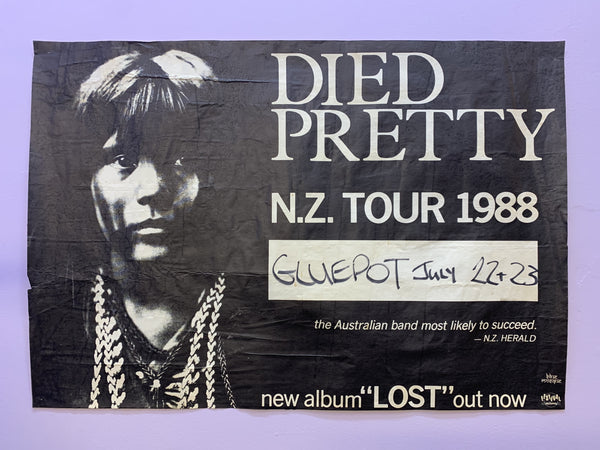 DIED
PRETTY
N.Z. TOUR 1988
GLUEPOT July 22+23
the Australian band most likely to succeed.
— N.Z. HERALD
new album "LOST" out now